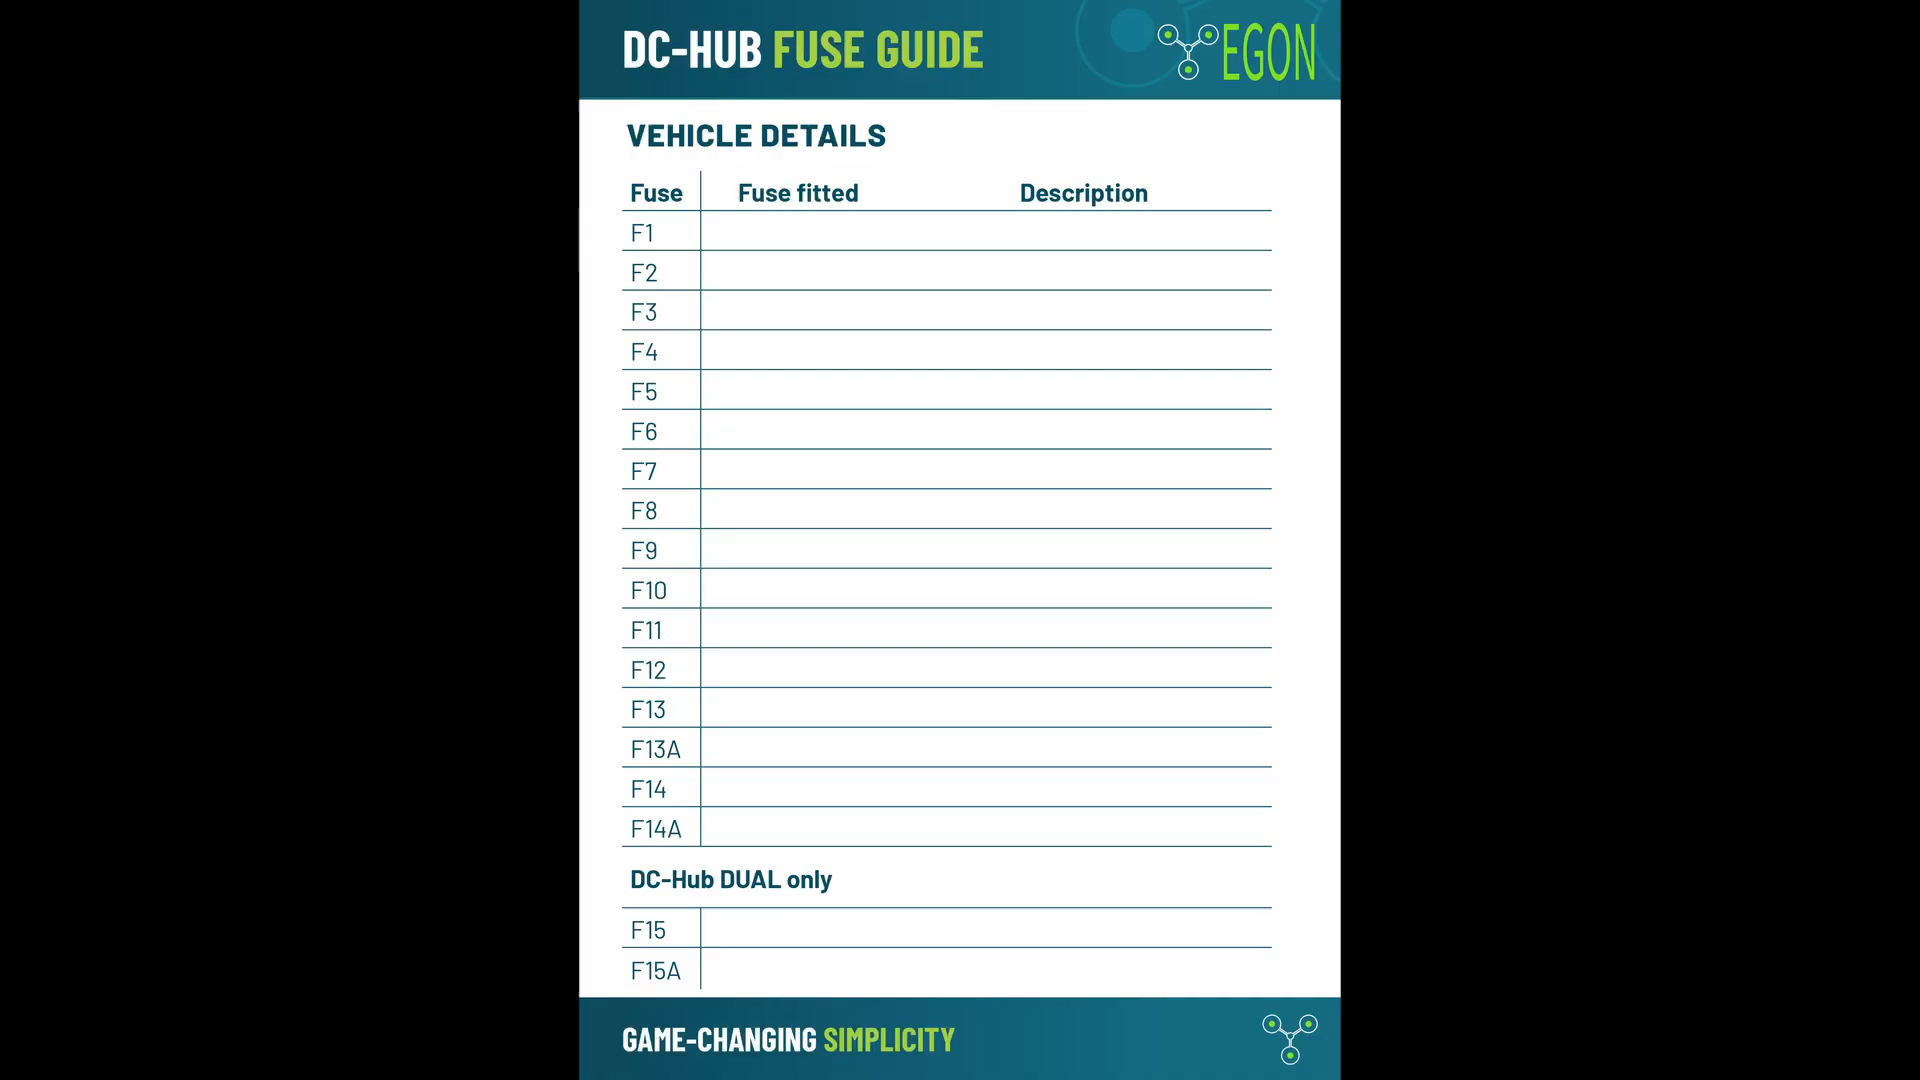 DC-HUB FUSE GUIDE
EGON
VEHICLE DETAILS
Fuse Fuse fitted Description
F1
F2
F3
F4
F5
F6
F7
F8
F9
F10
F11
F12
F13
F13A
F14
F14A
DC-Hub DUAL only
F15
F15A
GAME-CHANGING SIMPLICITY